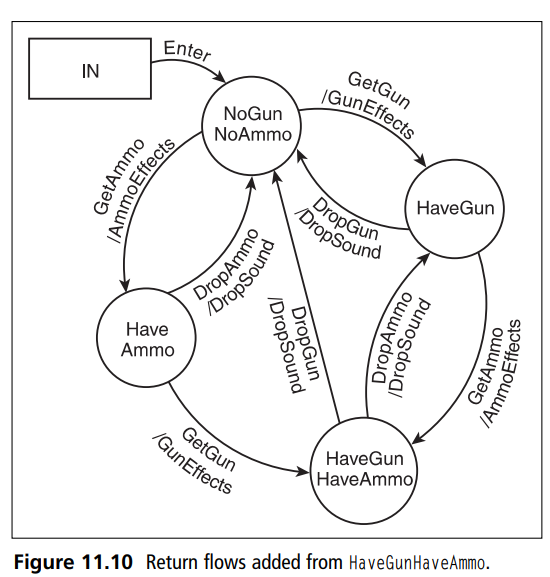 IN
Enter
NoGun
NoAmmo
GetGun
/GunEffects
GetAmmo
/AmmoEffects
HaveGun
DropGun
/DropSound
DropAmmo
/DropSound
DropGun
/DropSound
DropAmmo
/DropSound
Have
Ammo
GetAmmo
/AmmoEffects
GetGun
/GunEffects
HaveGun
HaveAmmo
Figure 11.10 Return flows added from HaveGunHaveAmmo.